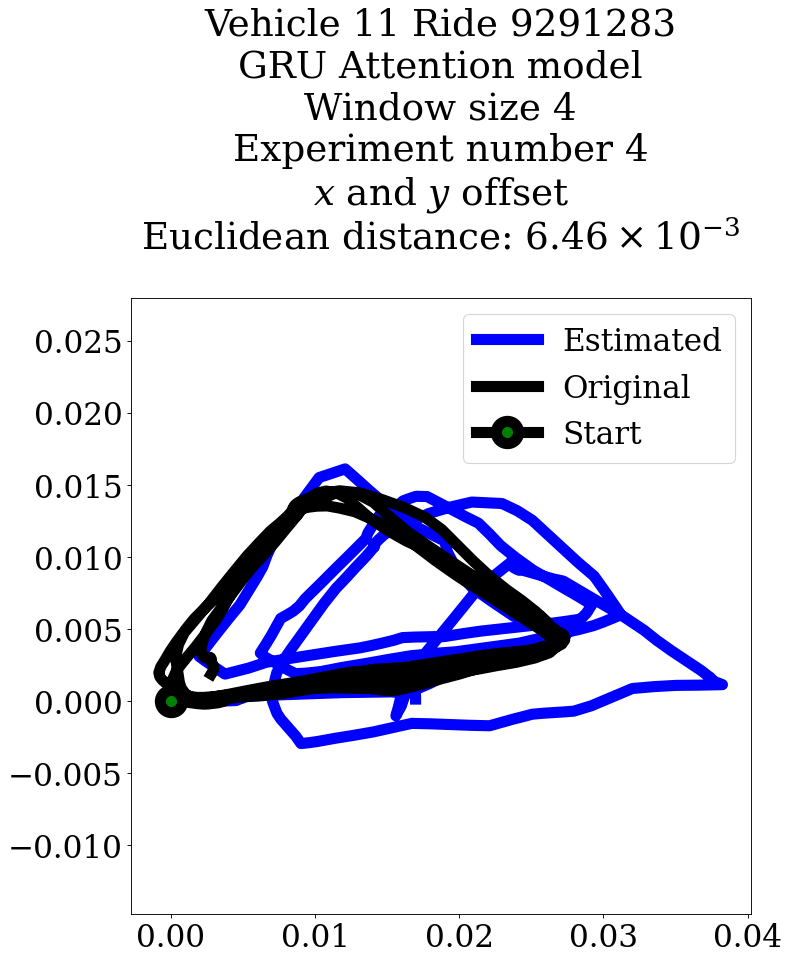 Vehicle 11 Ride 9291283
GRU Attention model
Window size 4
Experiment number 4
x and y offset
Euclidean distance: 6.46 × 10⁻³
Estimated
Original
Start
0.025
0.020
0.015
0.010
0.005
0.000
−0.005
−0.010
0.00 0.01 0.02 0.03 0.04